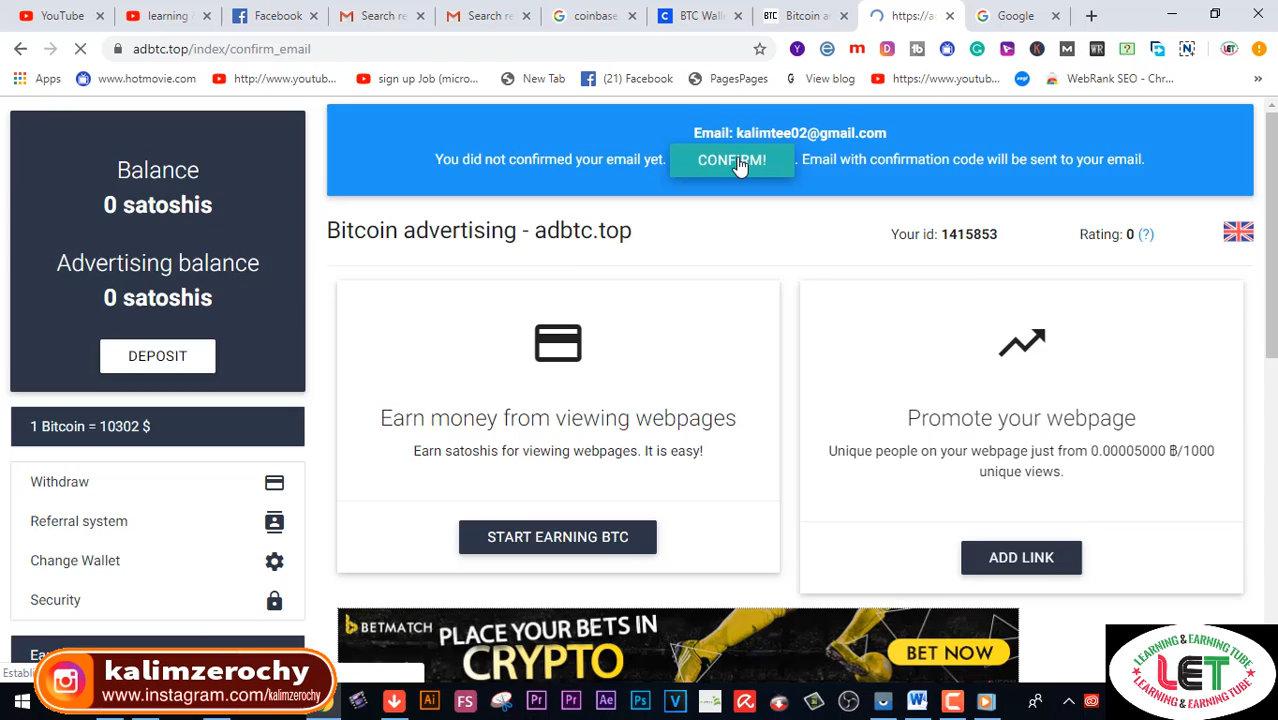 YouTube
learning
Facebook
Search re
Search re
coinbase
BTC Wall
Bitcoin a
https://a
Google
adbtc.top/index/confirm_email
Apps
www.hotmovie.com
http://www.youtub...
sign up Job (micro...
New Tab
(21) Facebook
PagesPages
View blog
https://www.youtu...
WebRank SEO - Chr...
Balance
0 satoshis
Advertising balance
0 satoshis
DEPOSIT
1 Bitcoin = 10302 $
Withdraw
Referral system
Change Wallet
Security
Email: kalimtee02@gmail.com
You did not confirmed your email yet. CONFIRM! . Email with confirmation code will be sent to your email.
Bitcoin advertising - adbtc.top
Your id: 1415853
Rating: 0 (?)
Earn money from viewing webpages
Earn satoshis for viewing webpages. It is easy!
START EARNING BTC
Promote your webpage
Unique people on your webpage just from 0.00005000 ₿/1000
unique views.
ADD LINK
BETMATCH
PLACE YOUR BETS IN
CRYPTO
BET NOW
kalimzerochy
www.instagram.com/kalimzerochy
LEARNING & EARNING TUBE
LET
LEARNING & EARNING TUBE